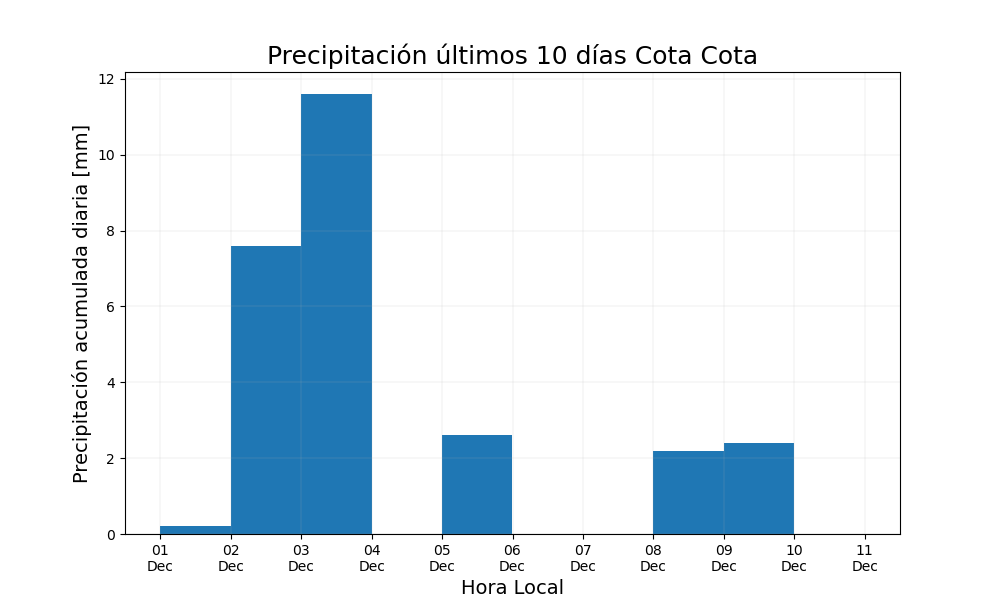 Precipitación últimos 10 días Cota Cota
Precipitación acumulada diaria [mm]
12
10
8
6
4
2
0
01 02 03 04 05 06 07 08 09 10 11
Dec Dec Dec Dec Dec Dec Dec Dec Dec Dec Dec
Hora Local